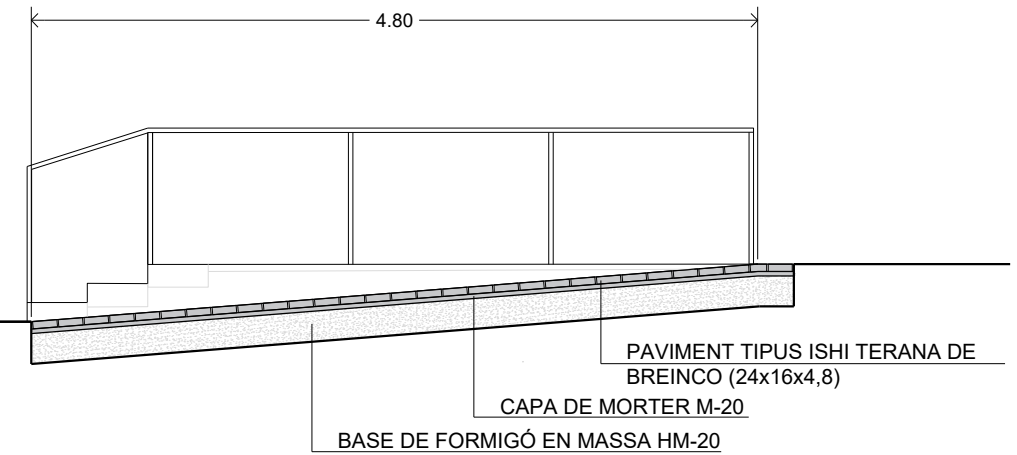 4.80
PAVIMENT TIPUS ISHI TERANA DE
BREINCO (24x16x4,8)
CAPA DE MORTER M-20
BASE DE FORMIGÓ EN MASSA HM-20